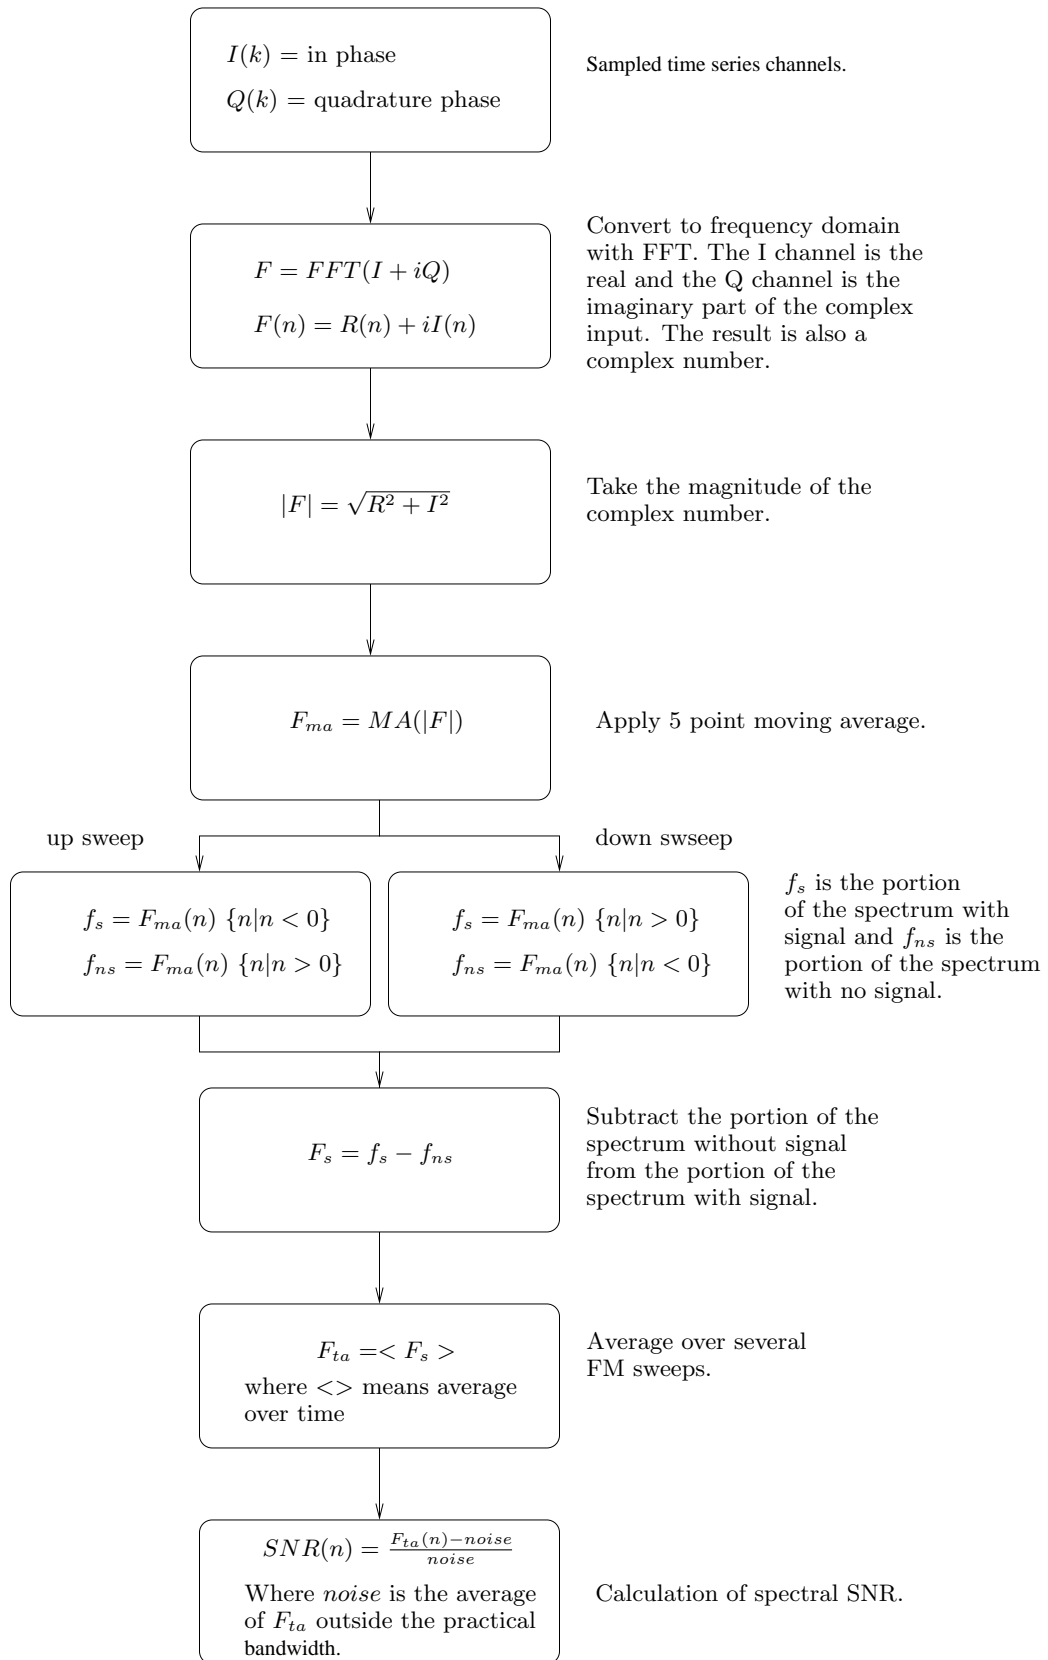 I(k) = in phase
Sampled time series channels.
Q(k) = quadrature phase
Convert to frequency domain
with FFT. The I channel is the
real and the Q channel is the
imaginary part of the complex
input. The result is also a
complex number.
F = FFT(I + iQ)
F(n) = R(n) + iI(n)
|F| = √R² + I²
Take the magnitude of the
complex number.
F_ma = MA(|F|)
Apply 5 point moving average.
up sweep
down swseep
f_s = F_ma(n) {n|n < 0}
f_ns = F_ma(n) {n|n > 0}
f_s = F_ma(n) {n|n > 0}
f_ns = F_ma(n) {n|n < 0}
f_s is the portion
of the spectrum with
signal and f_ns is the
portion of the spectrum
with no signal.
F_s = f_s − f_ns
Subtract the portion of the
spectrum without signal
from the portion of the
spectrum with signal.
F_ta =< F_s >
where <> means average
over time
Average over several
FM sweeps.
SNR(n) = F_ta(n)−noise / noise
Where noise is the average
of F_ta outside the practical
bandwidth.
Calculation of spectral SNR.